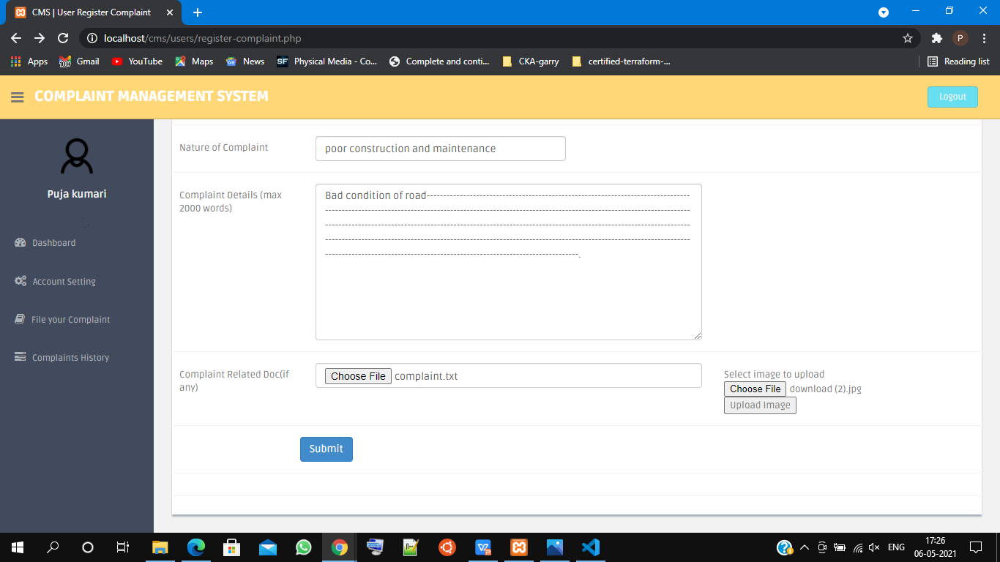 CMS | User Register Complaint
localhost/cms/users/register-complaint.php
P
Apps
100+
Gmail
YouTube
Maps
News
SF Physical Media - Co...
Complete and conti...
CKA-garry
certified-terraform-...
Reading list
COMPLAINT MANAGEMENT SYSTEM
Logout
Puja kumari
Dashboard
Account Setting
File your Complaint
Complaints History
Nature of Complaint
poor construction and maintenance
Complaint Details (max
2000 words)
Bad condition of road--------------------------------------------------------------------------------
---------------------------------------------------------------------------------------------------------------
---------------------------------------------------------------------------------------------------------------
---------------------------------------------------------------------------------------------------------------
-----------------------------------------------------------------------------.
Complaint Related Doc(if
any)
Choose File complaint.txt
Select image to upload
Choose File download (2).jpg
Upload Image
Submit
ENG
17:26
06-05-2021